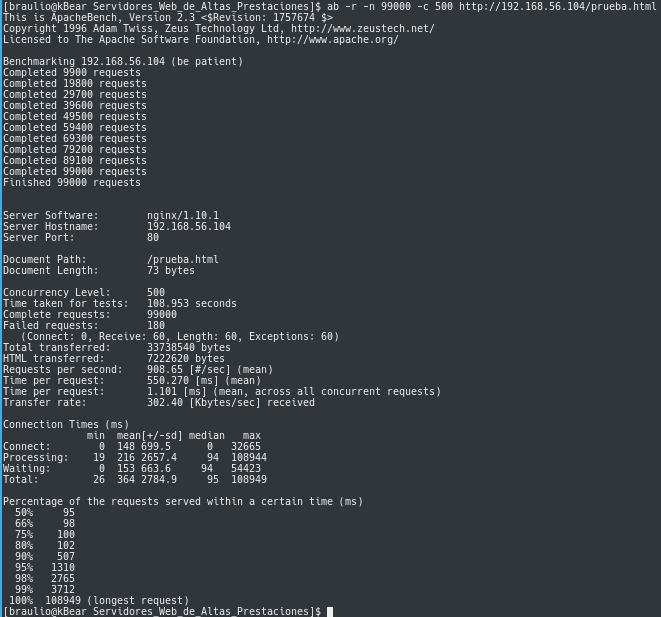 [braulio@kBear Servidores_Web_de_Altas_Prestaciones]$ ab -r -n 99000 -c 500 http://192.168.56.104/prueba.html
This is ApacheBench, Version 2.3 <$Revision: 1757674 $>
Copyright 1996 Adam Twiss, Zeus Technology Ltd, http://www.zeustech.net/
Licensed to The Apache Software Foundation, http://www.apache.org/

Benchmarking 192.168.56.104 (be patient)
Completed 9900 requests
Completed 19800 requests
Completed 29700 requests
Completed 39600 requests
Completed 49500 requests
Completed 59400 requests
Completed 69300 requests
Completed 79200 requests
Completed 89100 requests
Completed 99000 requests
Finished 99000 requests

Server Software:        nginx/1.10.1
Server Hostname:        192.168.56.104
Server Port:            80

Document Path:          /prueba.html
Document Length:        73 bytes

Concurrency Level:      500
Time taken for tests:   108.953 seconds
Complete requests:      99000
Failed requests:        180
   (Connect: 0, Receive: 60, Length: 60, Exceptions: 60)
Total transferred:      33738540 bytes
HTML transferred:       7222620 bytes
Requests per second:    908.65 [#/sec] (mean)
Time per request:       550.270 [ms] (mean)
Time per request:       1.101 [ms] (mean, across all concurrent requests)
Transfer rate:          302.40 [Kbytes/sec] received

Connection Times (ms)
              min  mean[+/-sd] median   max
Connect:        0  148 699.5      0   32665
Processing:    19  216 2657.4     94  108944
Waiting:        0  153 663.6     94   54423
Total:         26  364 2784.9     95  108949

Percentage of the requests served within a certain time (ms)
  50%     95
  66%     98
  75%    100
  80%    102
  90%    507
  95%   1310
  98%   2765
  99%   3712
 100%  108949 (longest request)
[braulio@kBear Servidores_Web_de_Altas_Prestaciones]$